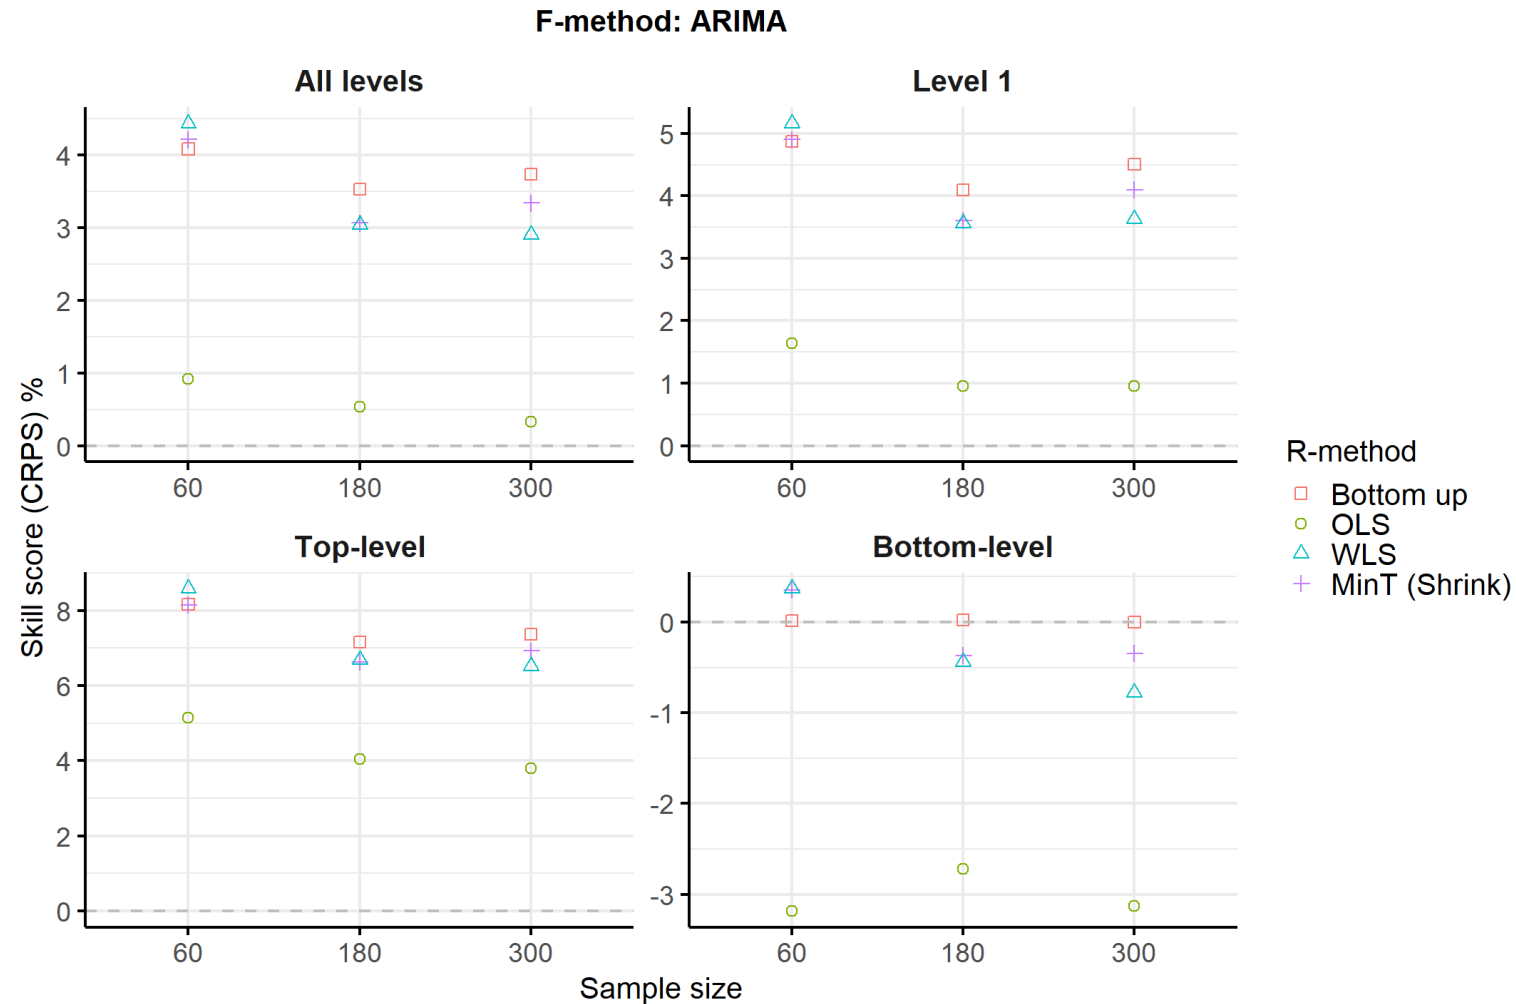 F-method: ARIMA
All levels
Level 1
4
3
2
1
0
60 180 300
5
4
3
2
1
0
60 180 300
Top-level
Bottom-level
8
6
4
2
0
60 180 300
0
-1
-2
-3
60 180 300
Skill score (CRPS) %
Sample size
R-method
Bottom up
OLS
WLS
MinT (Shrink)